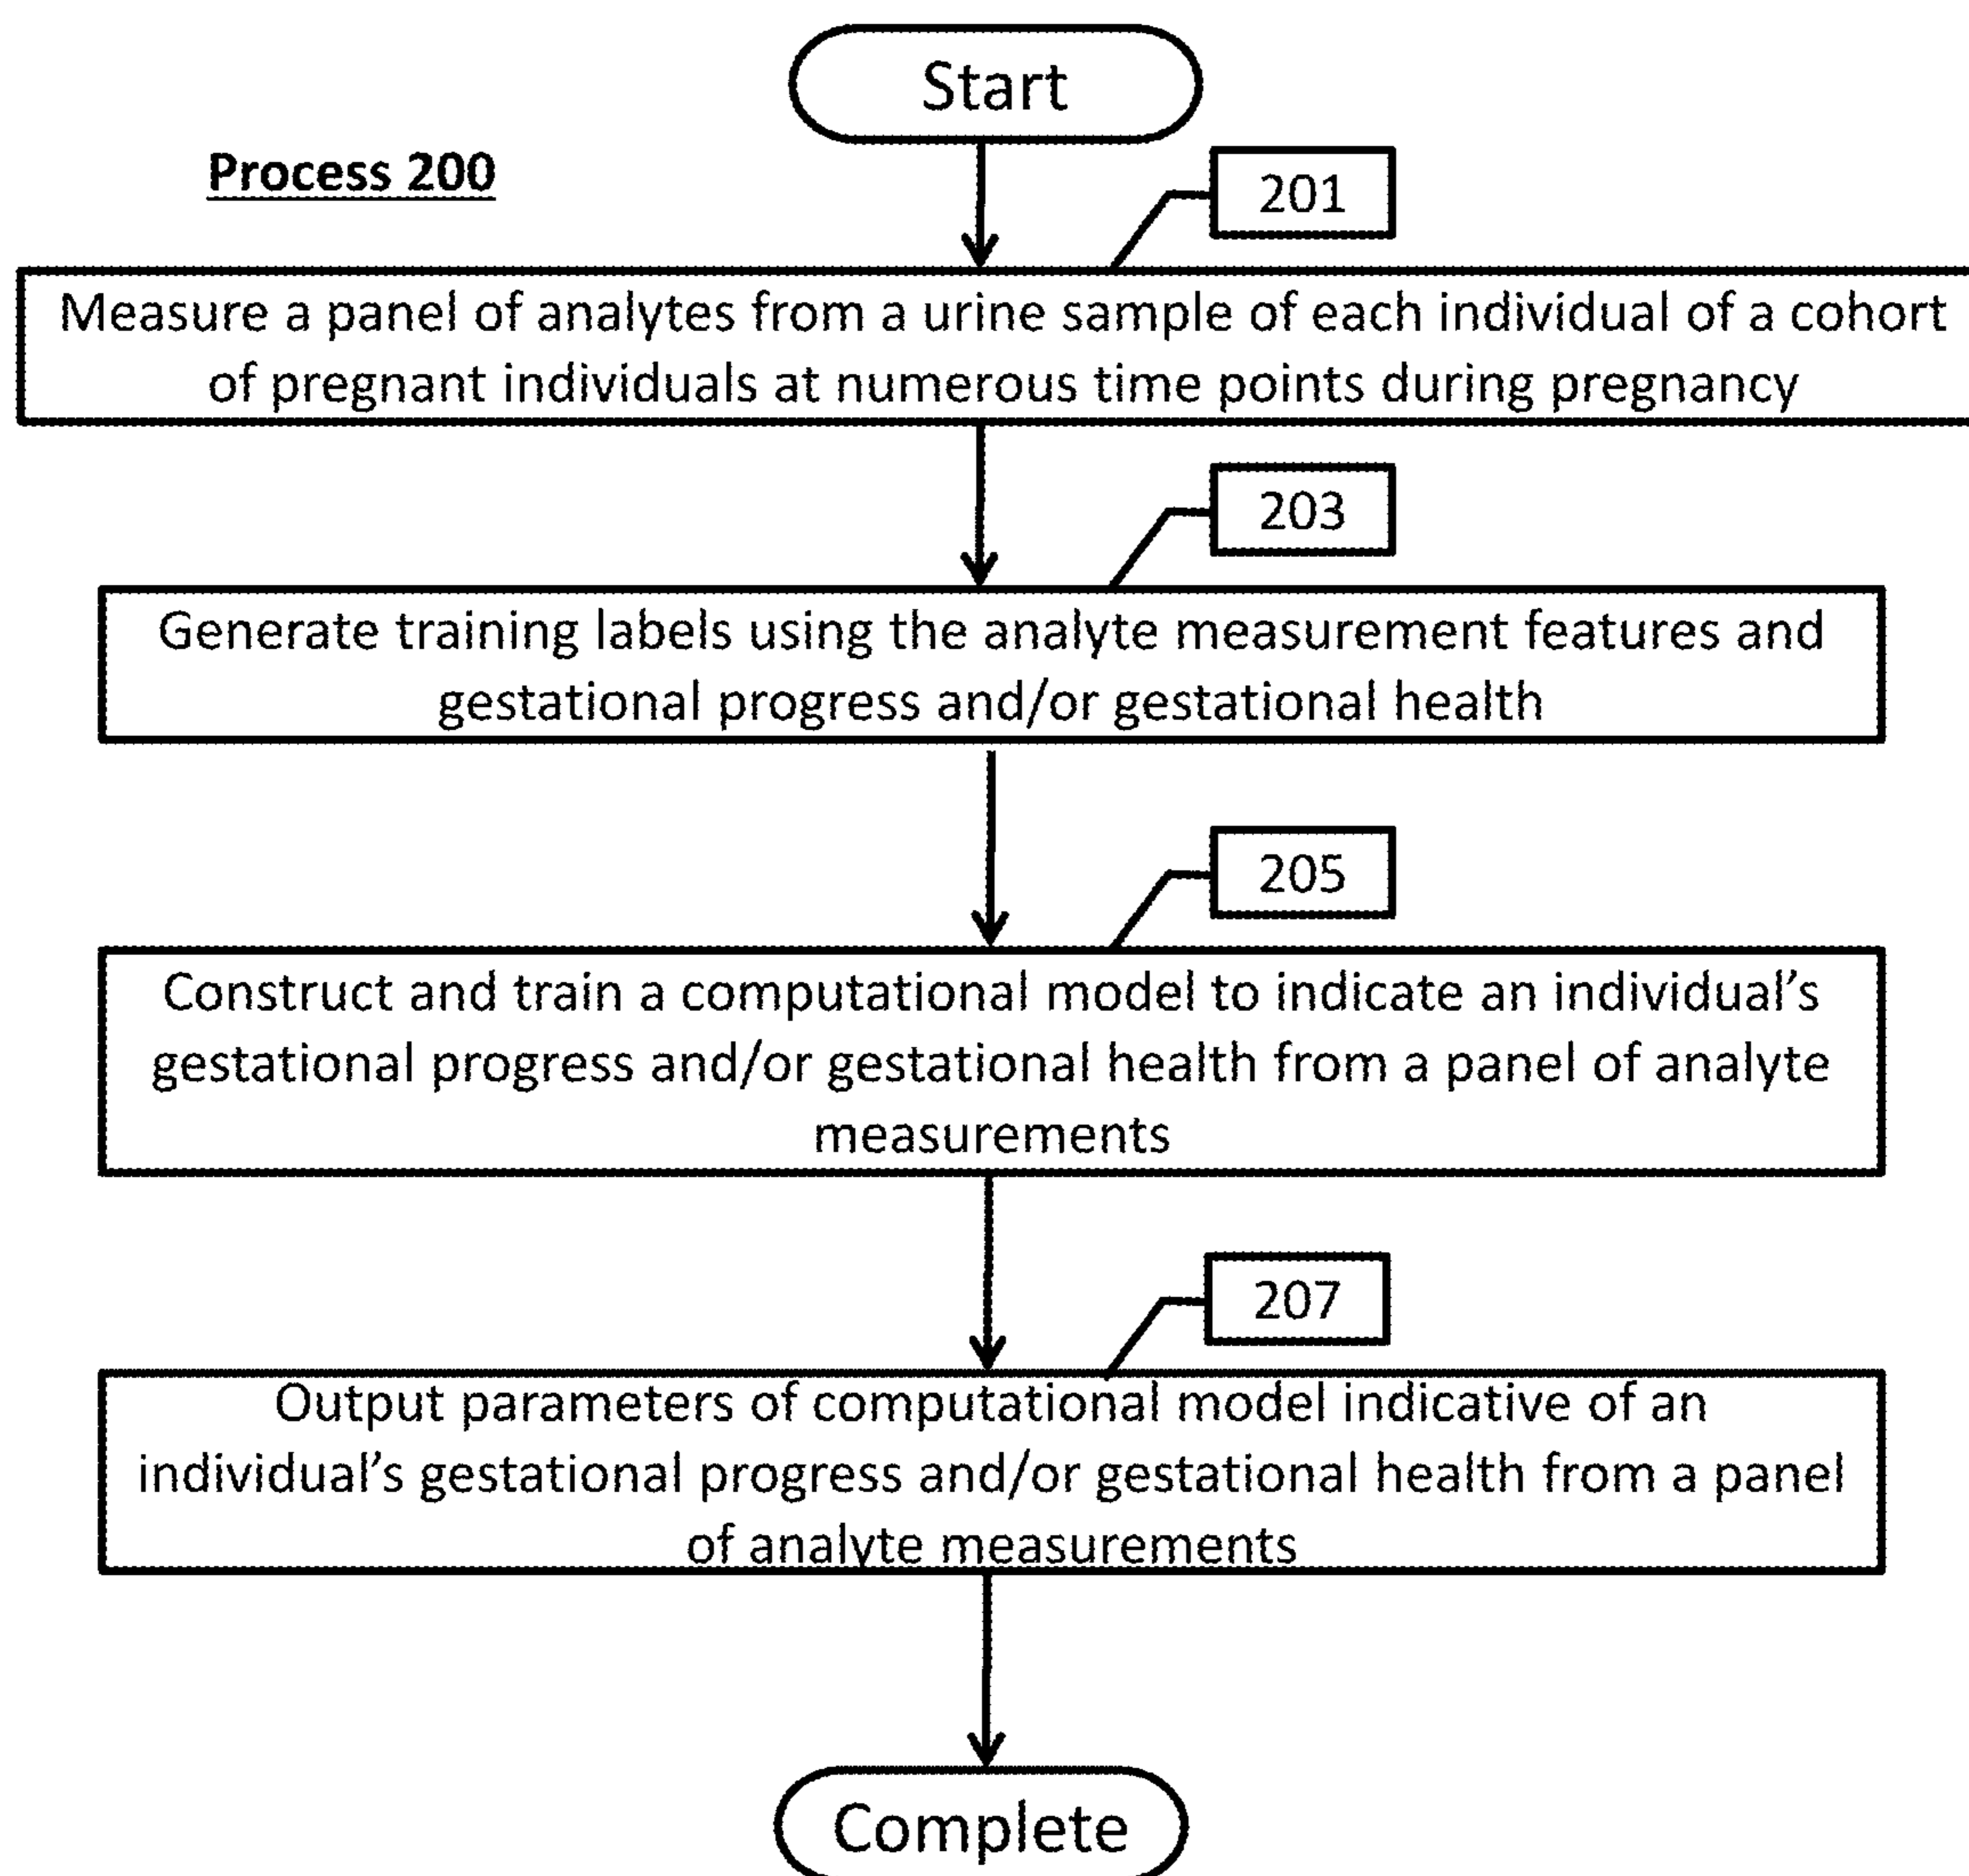 Start
Process 200
201
Measure a panel of analytes from a urine sample of each individual of a cohort
of pregnant individuals at numerous time points during pregnancy
203
Generate training labels using the analyte measurement features and
gestational progress and/or gestational health
205
Construct and train a computational model to indicate an individual’s
gestational progress and/or gestational health from a panel of analyte
measurements
207
Output parameters of computational model indicative of an
individual’s gestational progress and/or gestational health from a panel
of analyte measurements
Complete